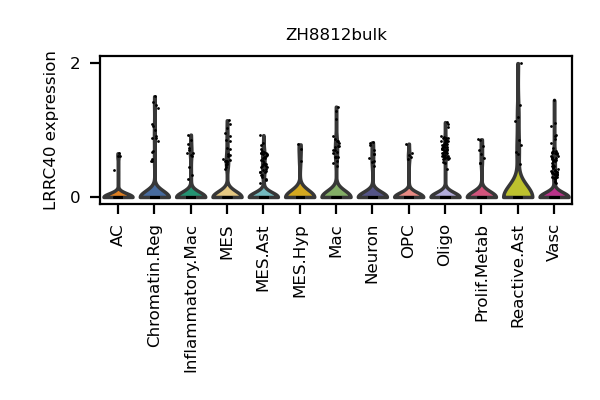 ZH8812bulk
LRRC40 expression
2
0
AC
Chromatin.Reg
Inflammatory.Mac
MES
MES.Ast
MES.Hyp
Mac
Neuron
OPC
Oligo
Prolif.Metab
Reactive.Ast
Vasc